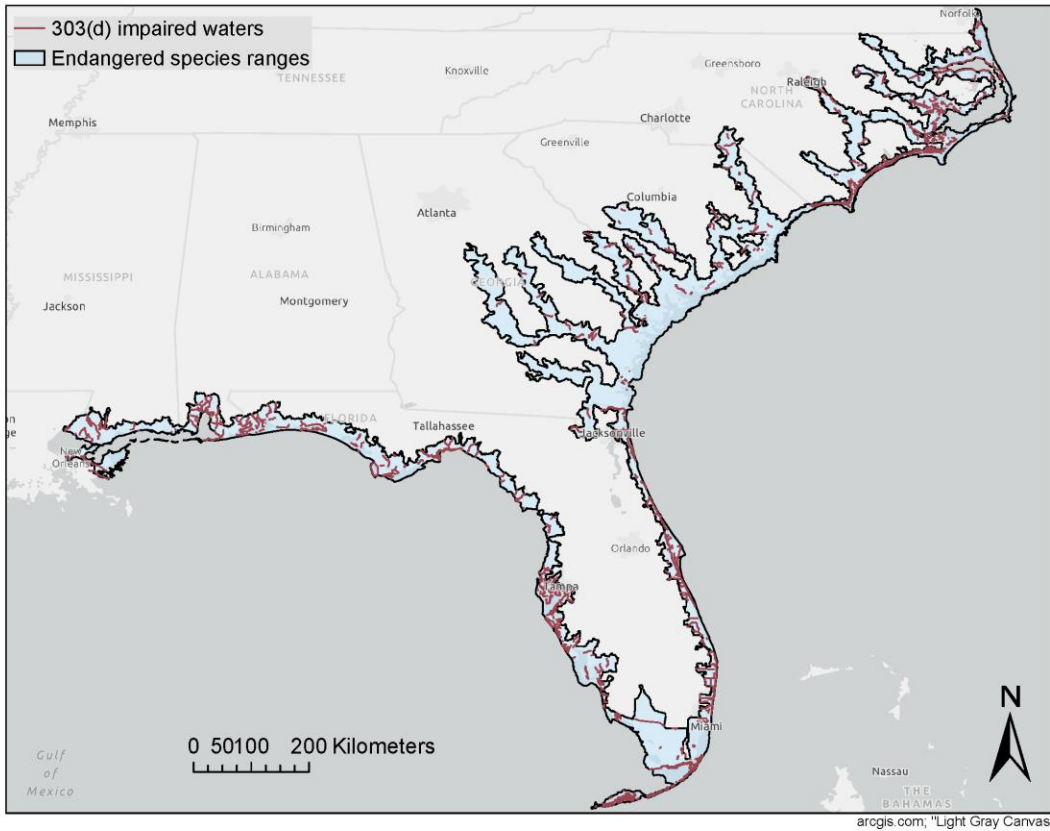 303(d) impaired waters
Endangered species ranges
Norfolk
TENNESSEE
Knoxville
Greensboro
Raleigh
NORTH
CAROLINA
Memphis
Charlotte
Greenville
Columbia
Atlanta
Birmingham
MISSISSIPPI
ALABAMA
GEORGIA
Jackson
Montgomery
FLORIDA
Tallahassee
Jacksonville
New
Orleans
Orlando
Tampa
Miami
N
0 50100 200 Kilometers
Gulf
of
Mexico
Nassau
THE
BAHAMAS
arcgis.com; "Light Gray Canvas